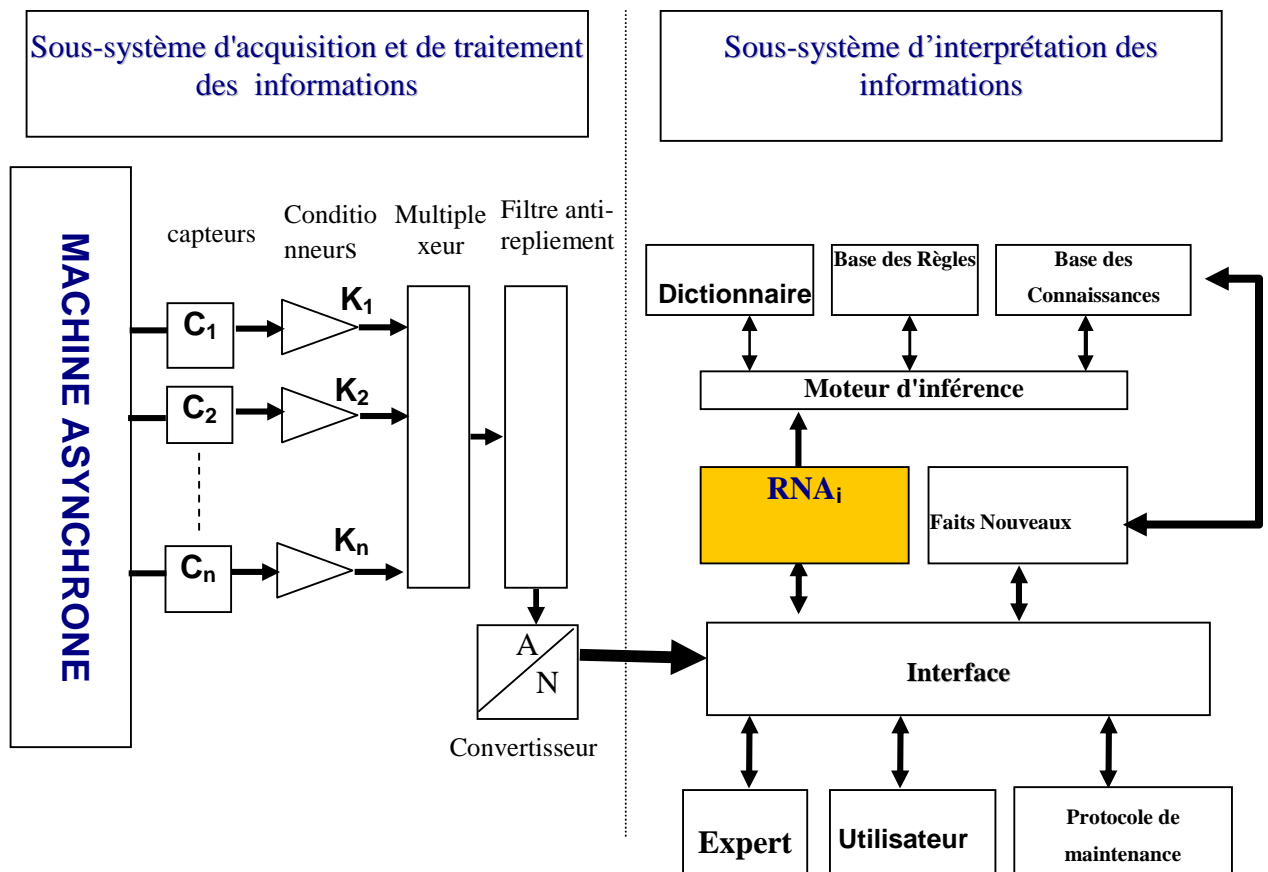 Sous-système d'acquisition et de traitement
des informations
Sous-système d’interprétation des
informations
MACHINE ASYNCHRONE
capteurs
Conditio
nneurs
Multiple
xeur
Filtre anti-
repliement
C1
K1
C2
K2
Cn
Kn
A
N
Convertisseur
Dictionnaire
Base des Règles
Base des
Connaissances
Moteur d'inférence
RNAi
Faits Nouveaux
Interface
Expert
Utilisateur
Protocole de
maintenance